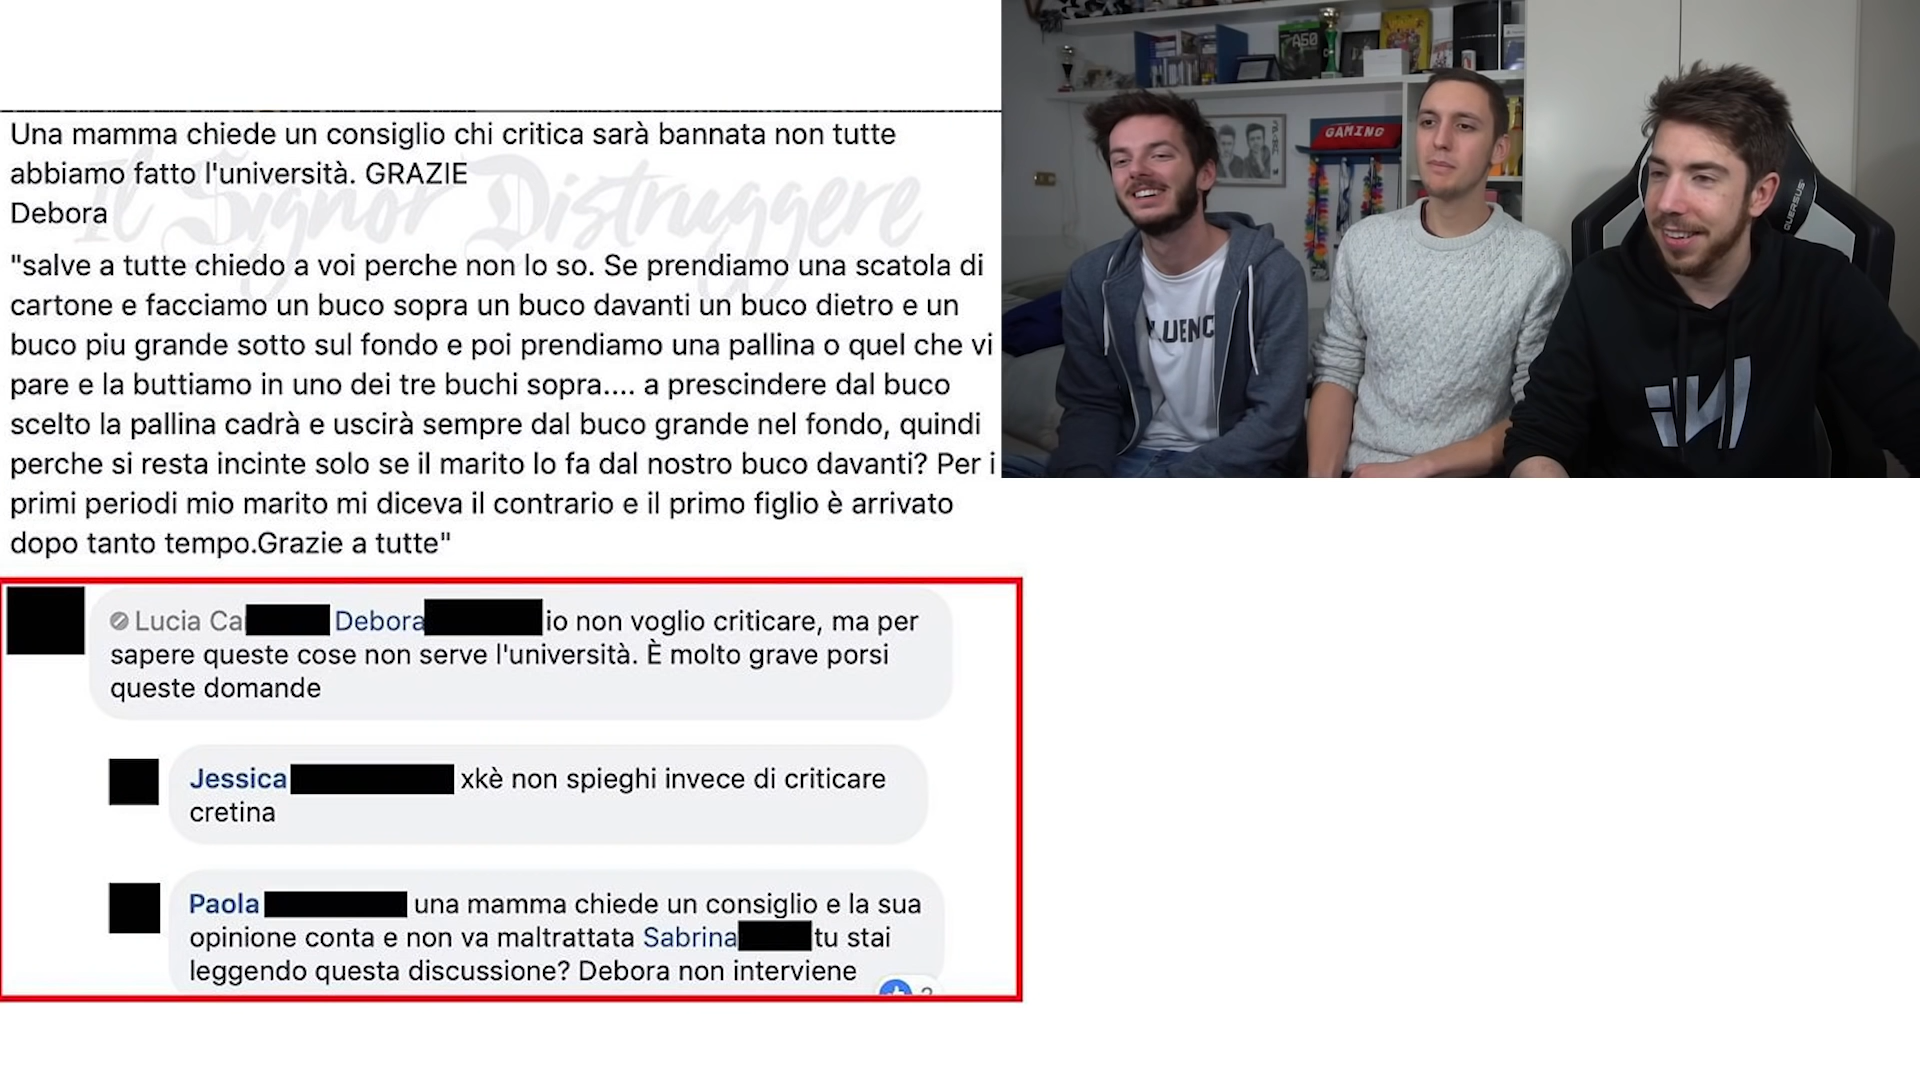 Una mamma chiede un consiglio chi critica sarà bannata non tutte
abbiamo fatto l'università. GRAZIE
Debora
Il Signor Distruggere
"salve a tutte chiedo a voi perche non lo so. Se prendiamo una scatola di
cartone e facciamo un buco sopra un buco davanti un buco dietro e un
buco piu grande sotto sul fondo e poi prendiamo una pallina o quel che vi
pare e la buttiamo in uno dei tre buchi sopra.... a prescindere dal buco
scelto la pallina cadrà e uscirà sempre dal buco grande nel fondo, quindi
perche si resta incinte solo se il marito lo fa dal nostro buco davanti? Per i
primi periodi mio marito mi diceva il contrario e il primo figlio è arrivato
dopo tanto tempo.Grazie a tutte"
Lucia Ca Debora io non voglio criticare, ma per
sapere queste cose non serve l'università. È molto grave porsi
queste domande
Jessica xkè non spieghi invece di criticare
cretina
Paola una mamma chiede un consiglio e la sua
opinione conta e non va maltrattata Sabrina tu stai
leggendo questa discussione? Debora non interviene
A50
GAMING
QUERSUS